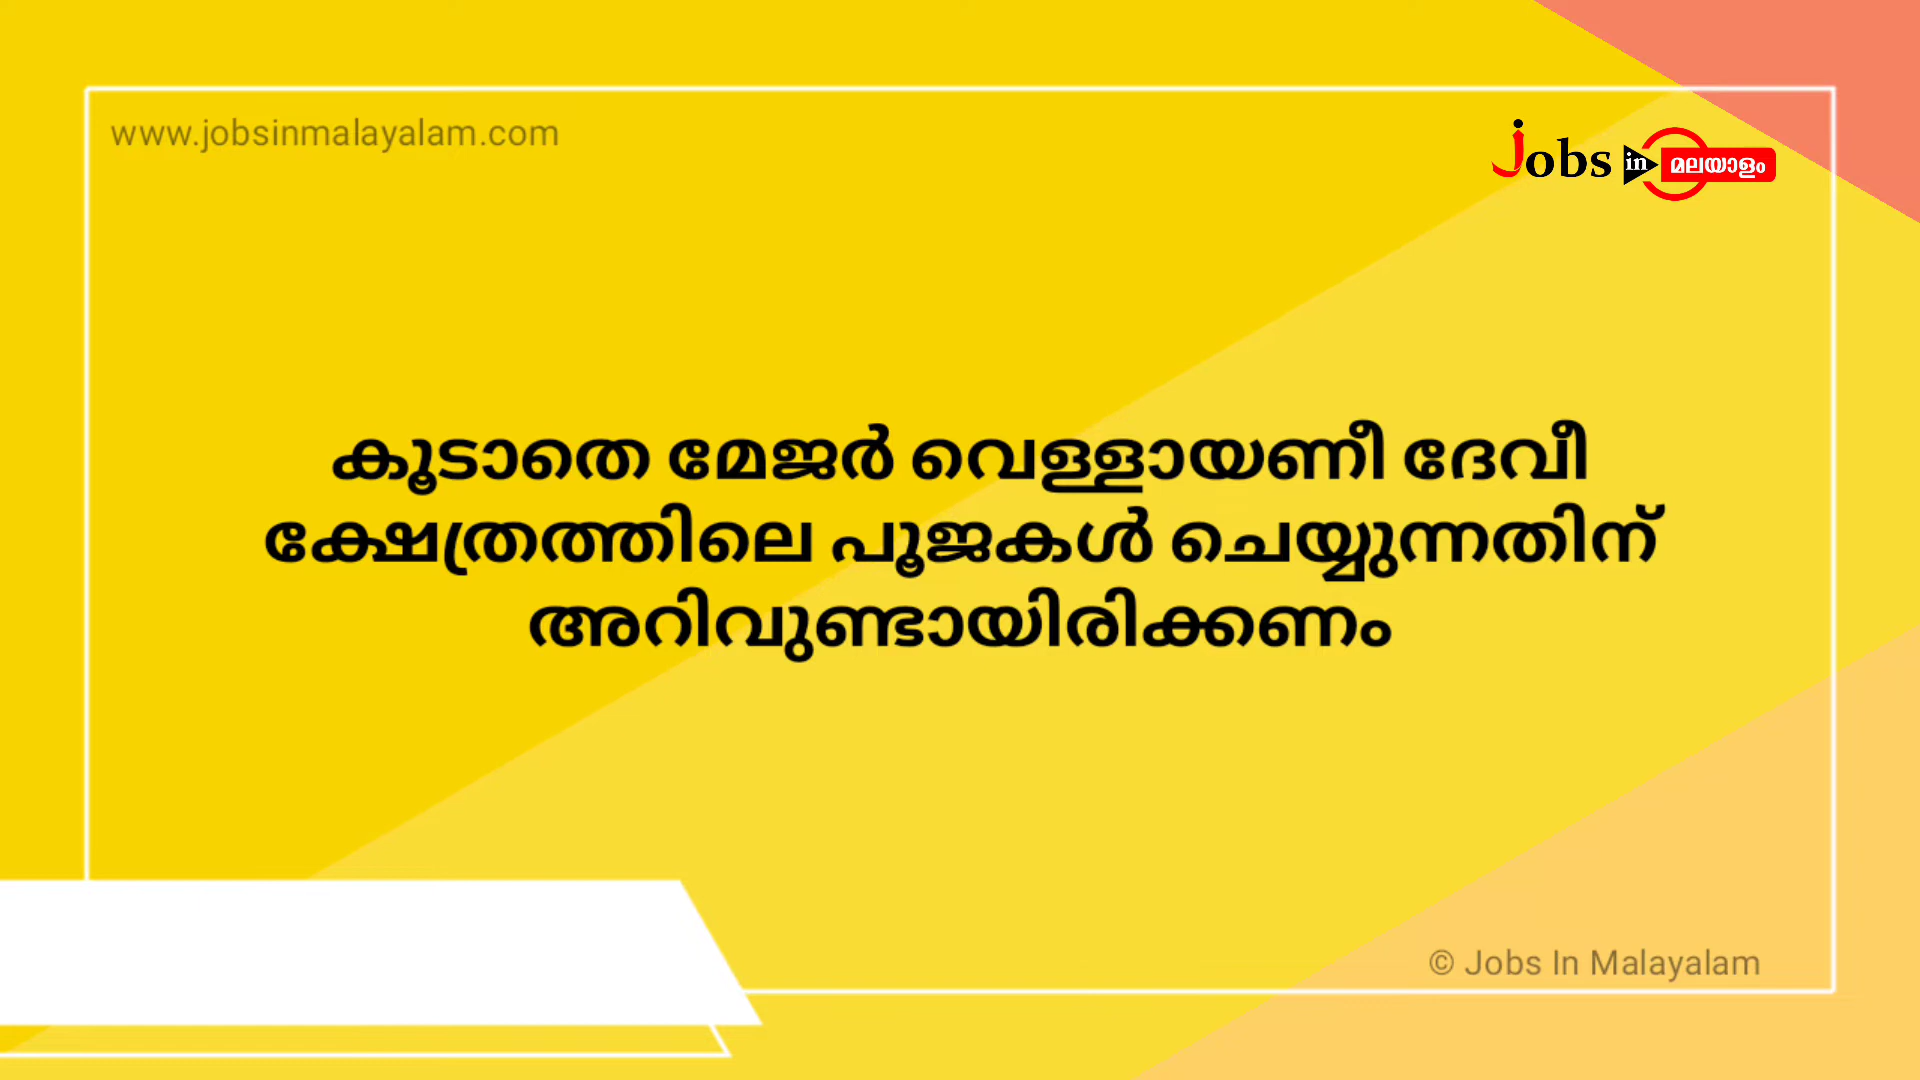 www.jobsinmalayalam.com
Jobs in മലയാളം
കൂടാതെ മേജർ വെള്ളായണീ ദേവീ
ക്ഷേത്രത്തിലെ പൂജകൾ ചെയ്യുന്നതിന്
അറിവുണ്ടായിരിക്കണം
© Jobs In Malayalam